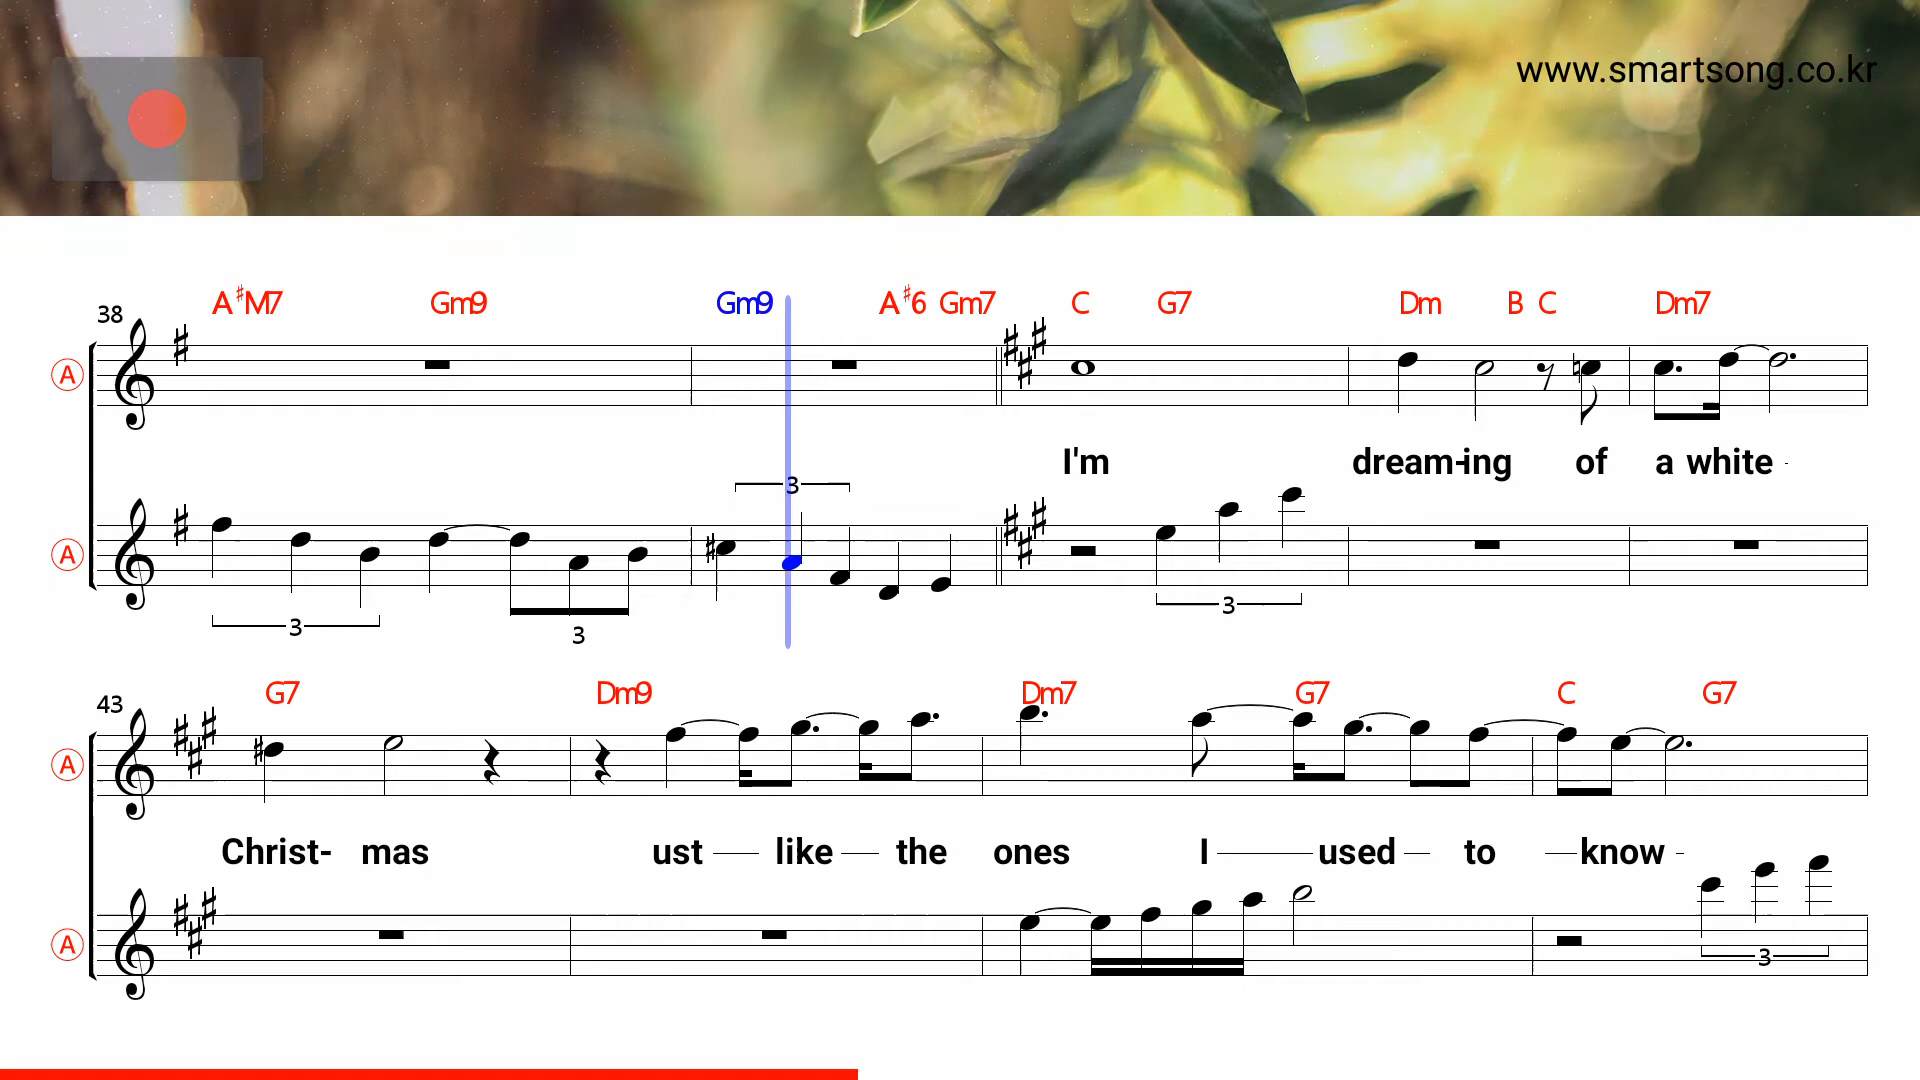 www.smartsong.co.kr
38 A♯M7 Gm9 Gm9 A♯6 Gm7 C G7 Dm B C Dm7
A
I'm dream-ing of a white -
3
A
3 3 3
43 G7 Dm9 Dm7 G7 C G7
A
Christ- mas ust like the ones I used to know -
A
3